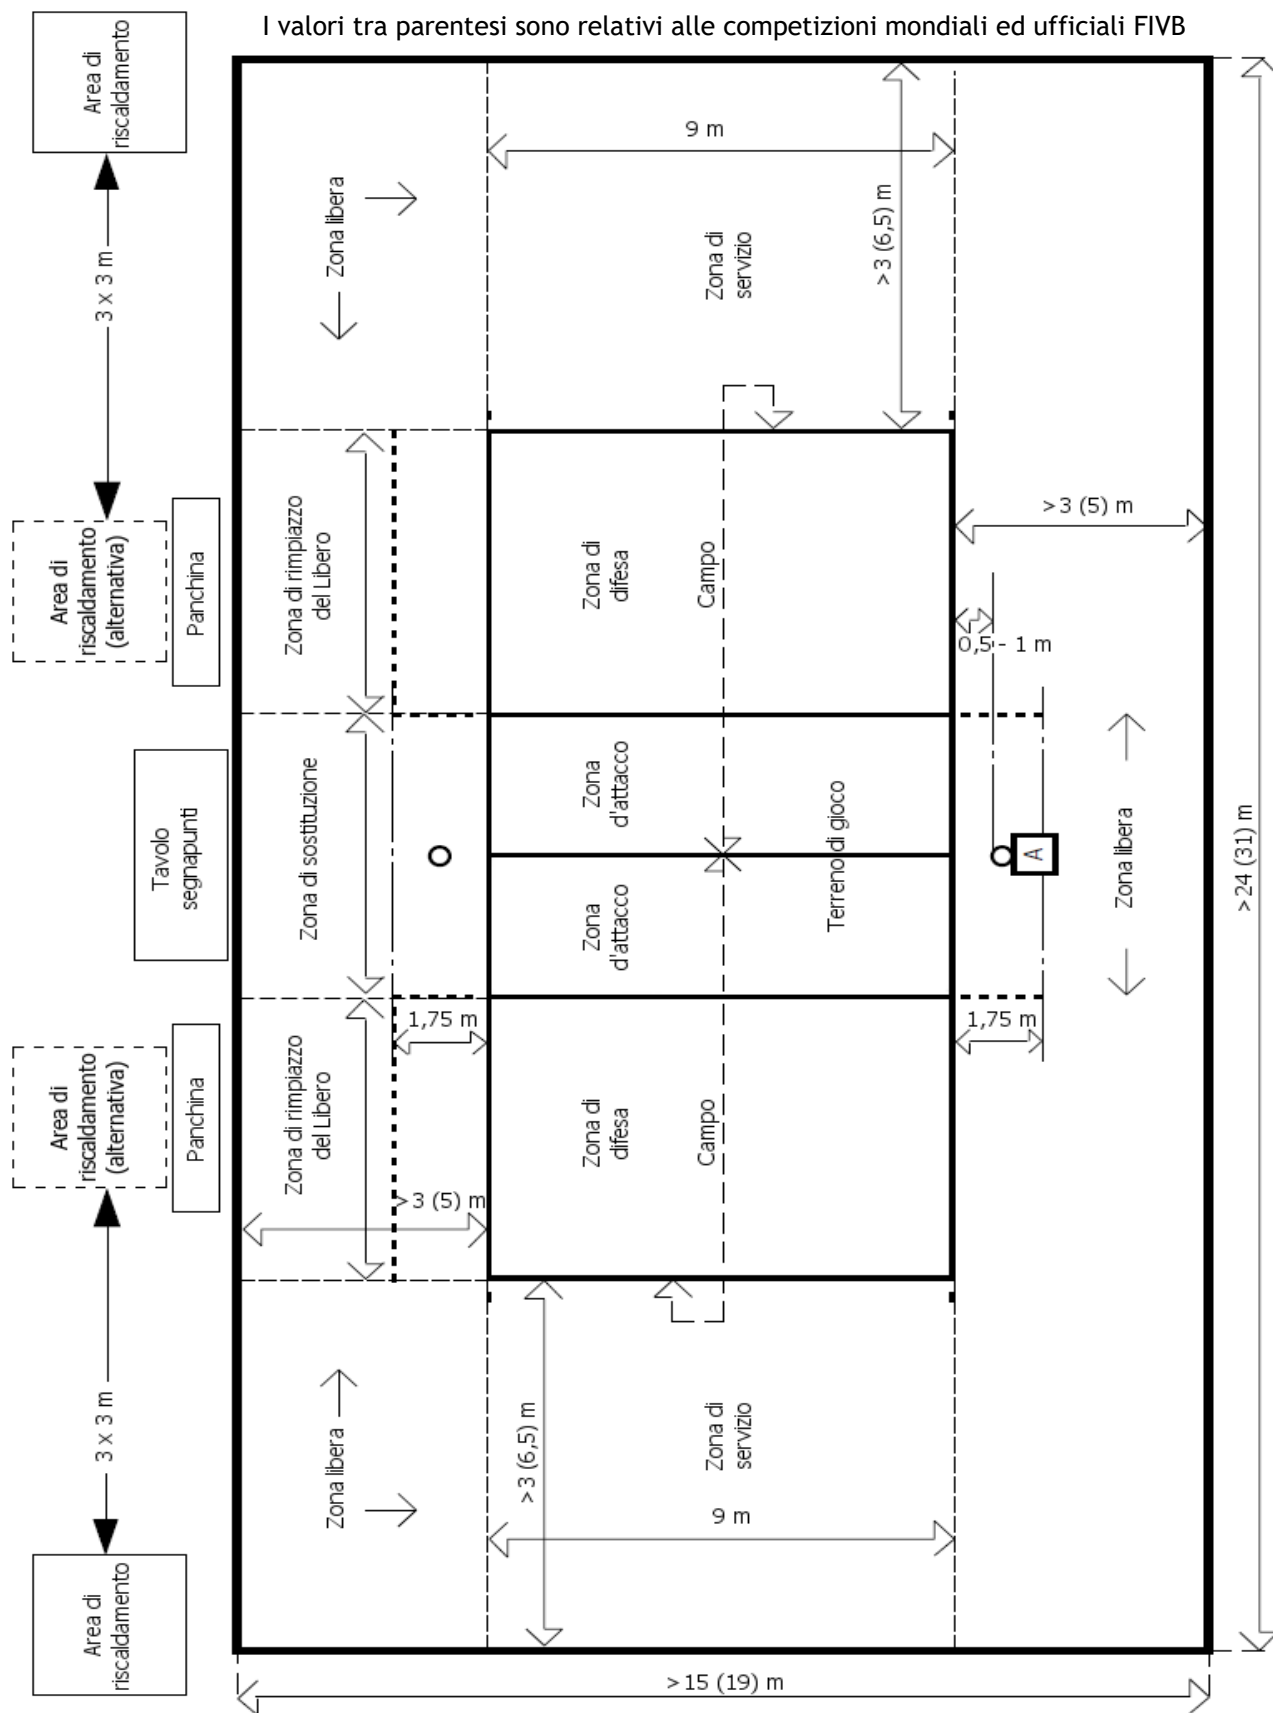 I valori tra parentesi sono relativi alle competizioni mondiali ed ufficiali FIVB
Area di
riscaldamento
3 x 3 m
Area di
riscaldamento
(alternativa)
Panchina
Tavolo
segnapunti
Area di
riscaldamento
(alternativa)
Panchina
3 x 3 m
Area di
riscaldamento
Zona libera
Zona di rimpiazzo
del Libero
Zona di sostituzione
Zona di rimpiazzo
del Libero
Zona libera
9 m
>3 (6,5) m
Zona di
servizio
Zona di
difesa
Campo
>3 (5) m
0,5 - 1 m
Zona
d'attacco
Zona
d'attacco
Terreno di gioco
A
Zona libera
>24 (31) m
1,75 m
1,75 m
Zona di
difesa
Campo
>3 (5) m
>3 (6,5) m
Zona di
servizio
9 m
>15 (19) m